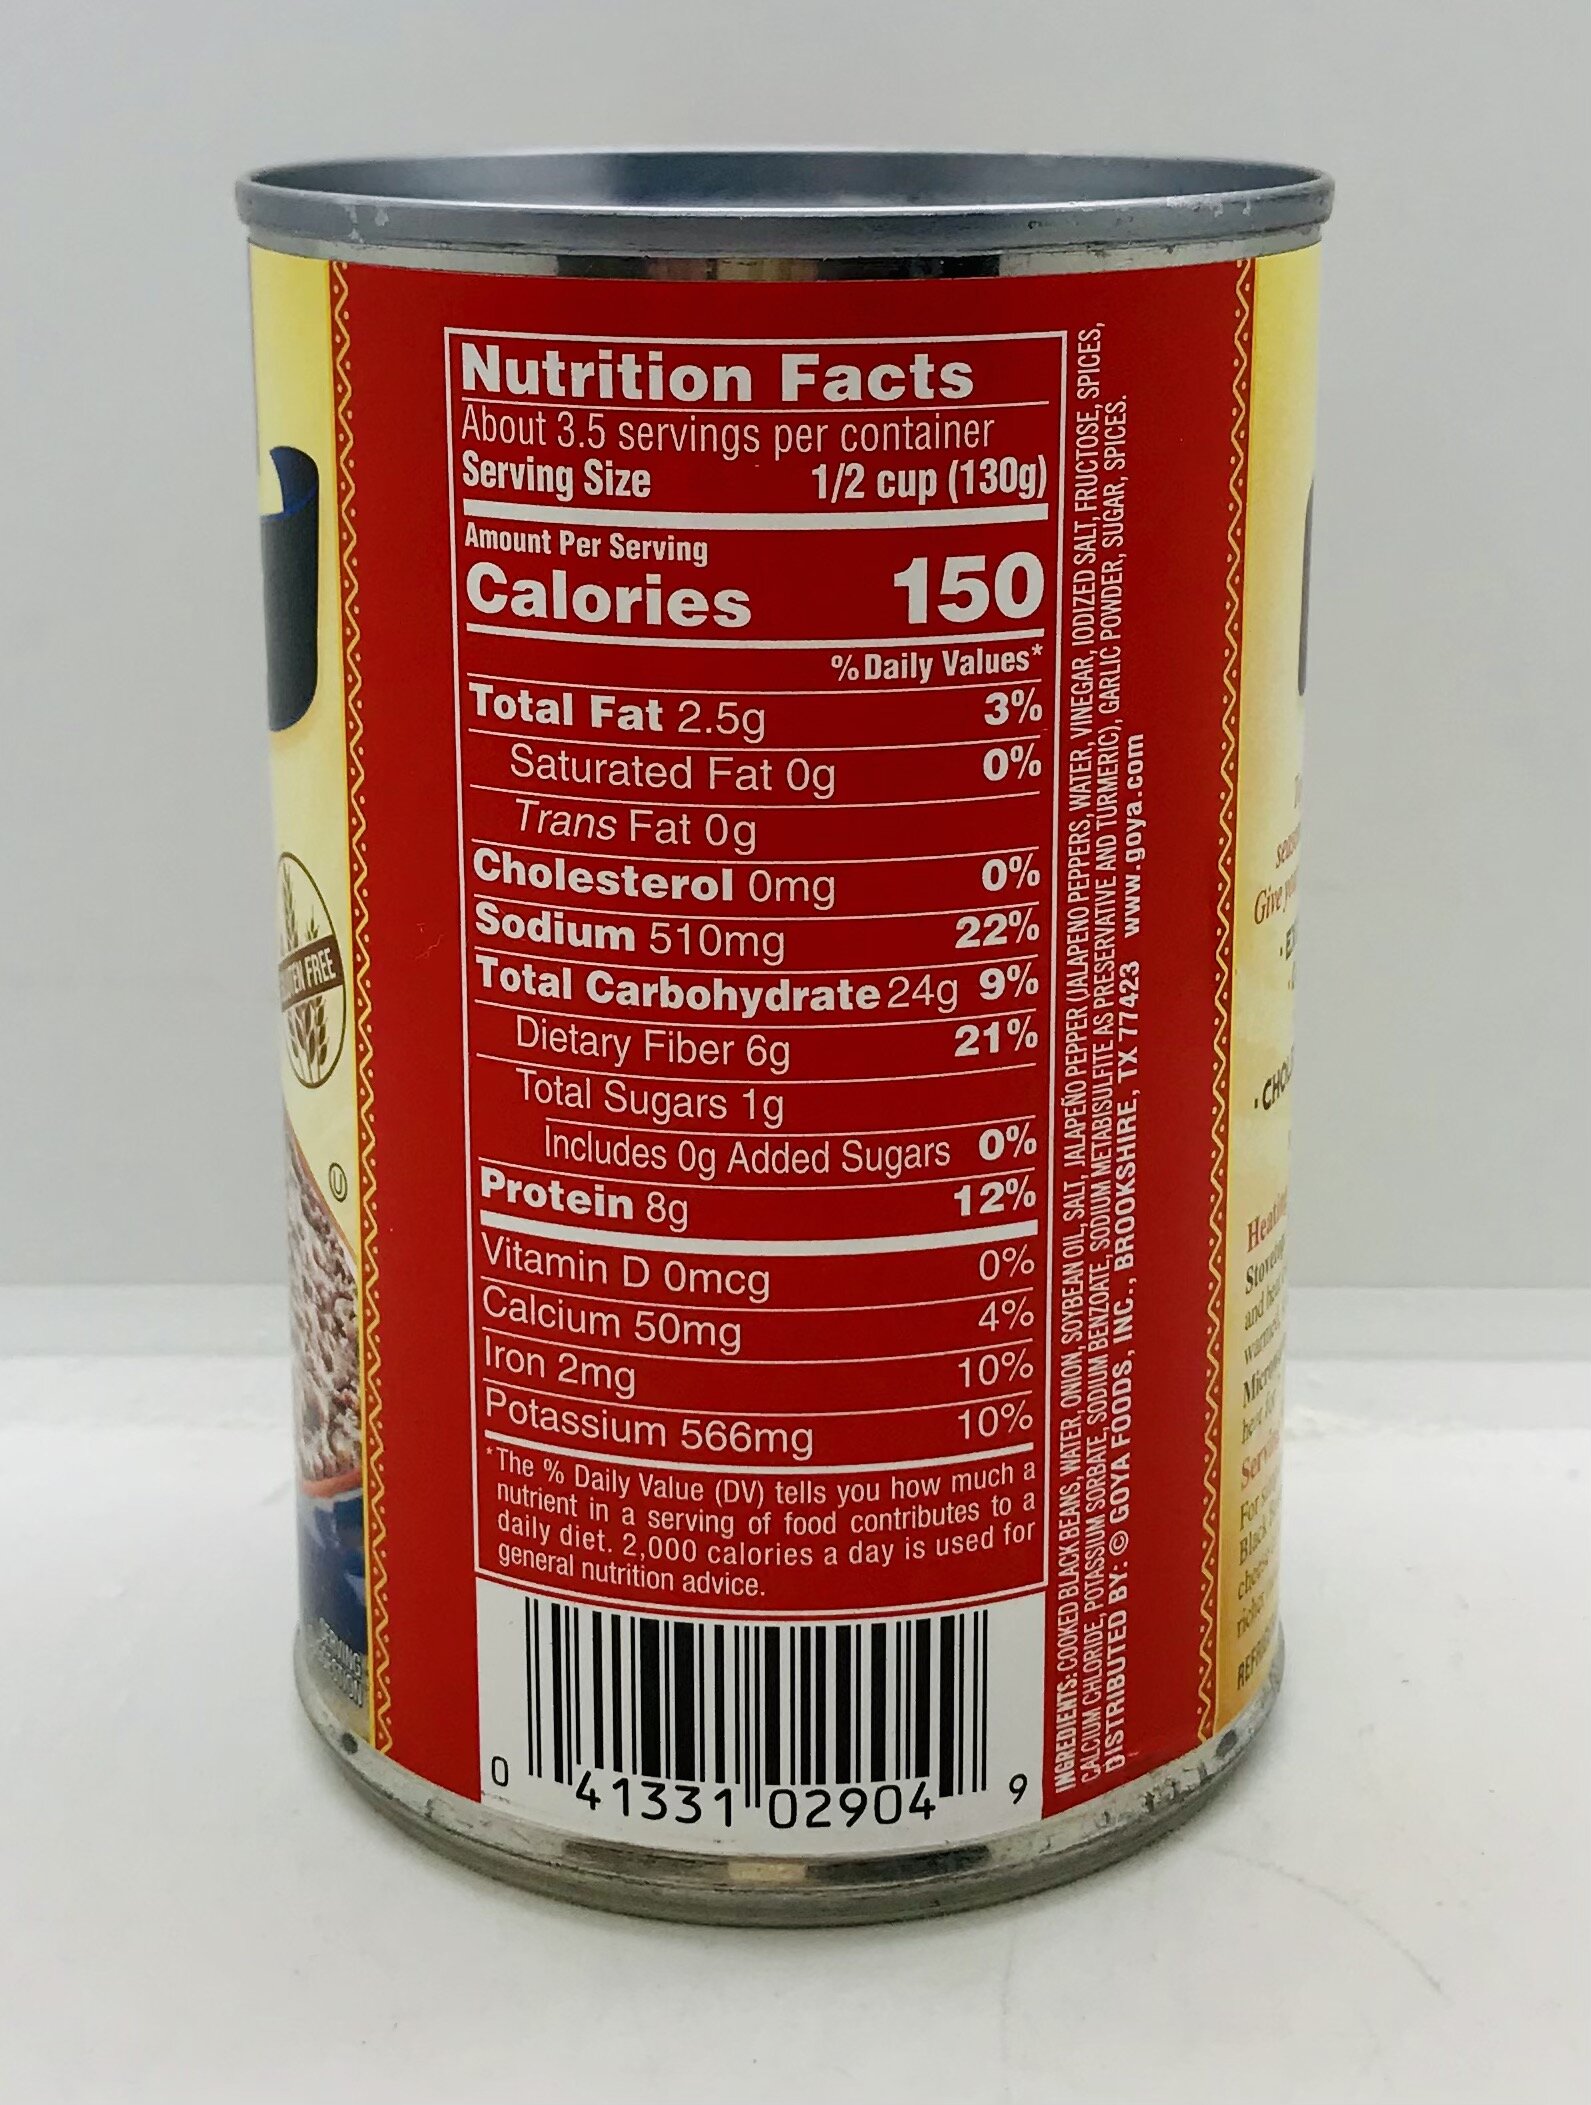 Nutrition Facts
About 3.5 servings per container
Serving Size 1/2 cup (130g)
Amount Per Serving
Calories 150
% Daily Values*
Total Fat 2.5g 3%
Saturated Fat 0g 0%
Trans Fat 0g
Cholesterol 0mg 0%
Sodium 510mg 22%
Total Carbohydrate 24g 9%
Dietary Fiber 6g 21%
Total Sugars 1g
Includes 0g Added Sugars 0%
Protein 8g 12%
Vitamin D 0mcg 0%
Calcium 50mg 4%
Iron 2mg 10%
Potassium 566mg 10%
*The % Daily Value (DV) tells you how much a
nutrient in a serving of food contributes to a
daily diet. 2,000 calories a day is used for
general nutrition advice.
0 41331 02904 9
INGREDIENTS: COOKED BLACK BEANS, WATER, ONION, SOYBEAN OIL, SALT, JALAPEÑO PEPPER (JALAPENO PEPPERS, WATER, VINEGAR, IODIZED SALT, FRUCTOSE, SPICES,
CALCIUM CHLORIDE, POTASSIUM SORBATE, SODIUM BENZOATE, SODIUM METABISULFITE AS PRESERVATIVE AND TURMERIC), GARLIC POWDER, SUGAR, SPICES.
DISTRIBUTED BY: © GOYA FOODS, INC., BROOKSHIRE, TX 77423 www.goya.com
FREE
U
Give
and
For